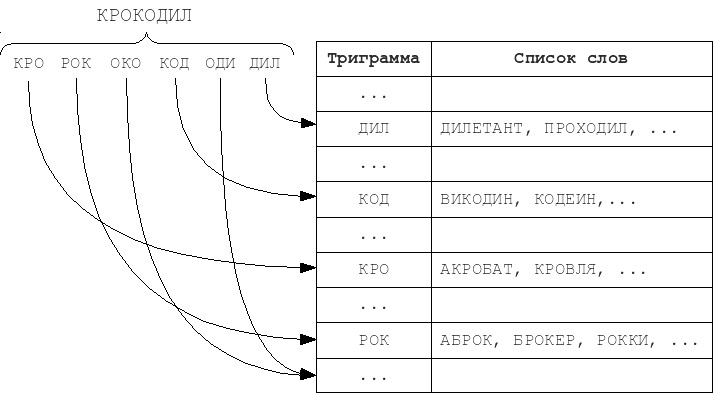 КРОКОДИЛ
КРО РОК ОКО КОД ОДИ ДИЛ
Триграмма Список слов
...
ДИЛ ДИЛЕТАНТ, ПРОХОДИЛ, ...
...
КОД ВИКОДИН, КОДЕИН,...
...
КРО АКРОБАТ, КРОВЛЯ, ...
...
РОК АБРОК, БРОКЕР, РОККИ, ...
...